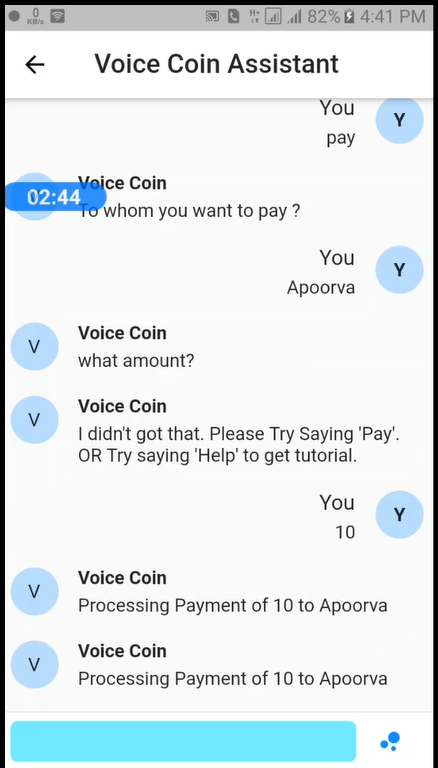 0
KB/s
H+
82%
4:41 PM
Voice Coin Assistant
You
pay
Y
Voice Coin
02:44
To whom you want to pay ?
You
Apoorva
Y
V
Voice Coin
what amount?
V
Voice Coin
I didn't got that. Please Try Saying 'Pay'.
OR Try saying 'Help' to get tutorial.
You
10
Y
V
Voice Coin
Processing Payment of 10 to Apoorva
V
Voice Coin
Processing Payment of 10 to Apoorva